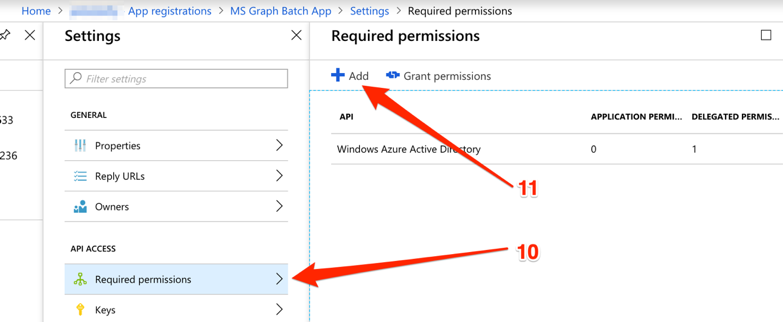 Home > App registrations > MS Graph Batch App > Settings > Required permissions
Settings
Required permissions
Filter settings
Add
Grant permissions
GENERAL
API
APPLICATION PERMI...
DELEGATED PERMIS...
533
Properties
Windows Azure Active Directory
0
1
236
Reply URLs
11
Owners
API ACCESS
10
Required permissions
Keys